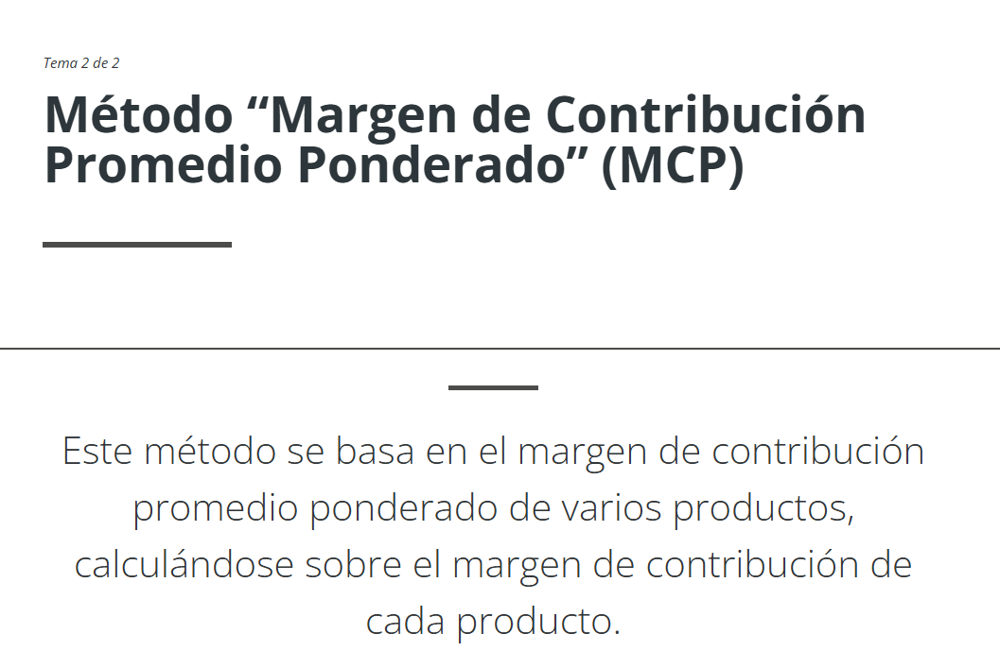 Tema 2 de 2
Método “Margen de Contribución
Promedio Ponderado” (MCP)
Este método se basa en el margen de contribución
promedio ponderado de varios productos,
calculándose sobre el margen de contribución de
cada producto.